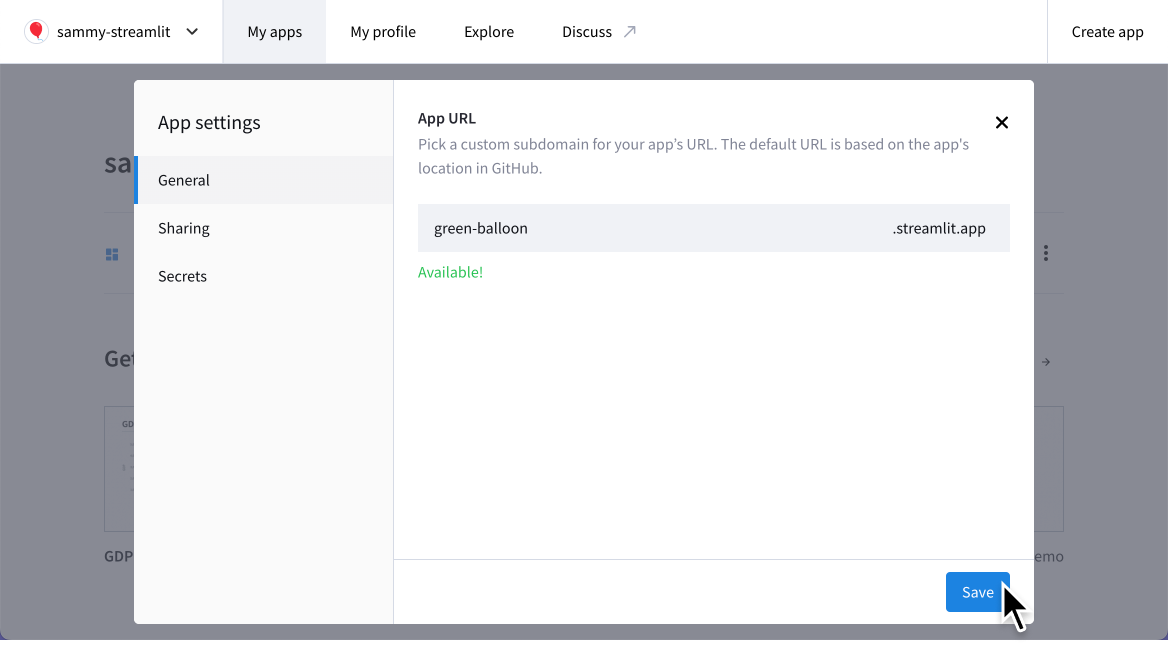 sammy-streamlit
My apps
My profile
Explore
Discuss
Create app
App settings
General
Sharing
Secrets
App URL
Pick a custom subdomain for your app’s URL. The default URL is based on the app's
location in GitHub.
green-balloon
.streamlit.app
Available!
Save
sa
Get
GD
GDP
emo